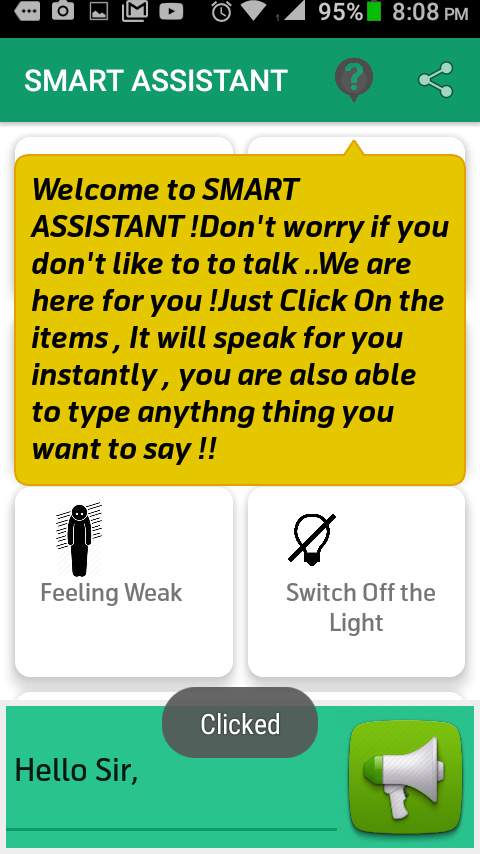 95% 8:08 PM
SMART ASSISTANT
Welcome to SMART
ASSISTANT !Don't worry if you
don't like to to talk ..We are
here for you !Just Click On the
items , It will speak for you
instantly , you are also able
to type anythng thing you
want to say !!
Feeling Weak
Switch Off the
Light
Clicked
Hello Sir,